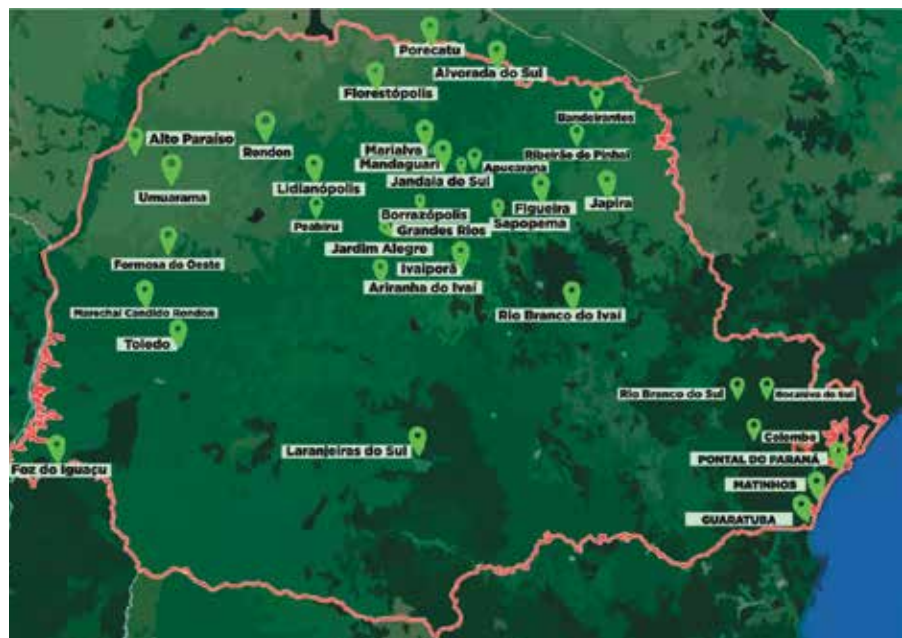 Porecatu
Alvorada do Sul
Florestópolis
Bandeirantes
Alto Paraíso
Rondon
Marialva
Ribeirão do Pinhal
Mandaguari
Apucarana
Umuarama
Lidianópolis
Jandaia do Sul
Figueira
Japira
Peabiru
Borrazópolis
Sapopema
Grandes Rios
Jardim Alegre
Formosa do Oeste
Ivaiporã
Ariranha do Ivaí
Marechal Candido Rondon
Rio Branco do Ivaí
Toledo
Rio Branco do Sul
Bocaiuva do Sul
Colombo
Laranjeiras do Sul
Foz do Iguaçu
PONTAL DO PARANÁ
MATINHOS
GUARATUBA